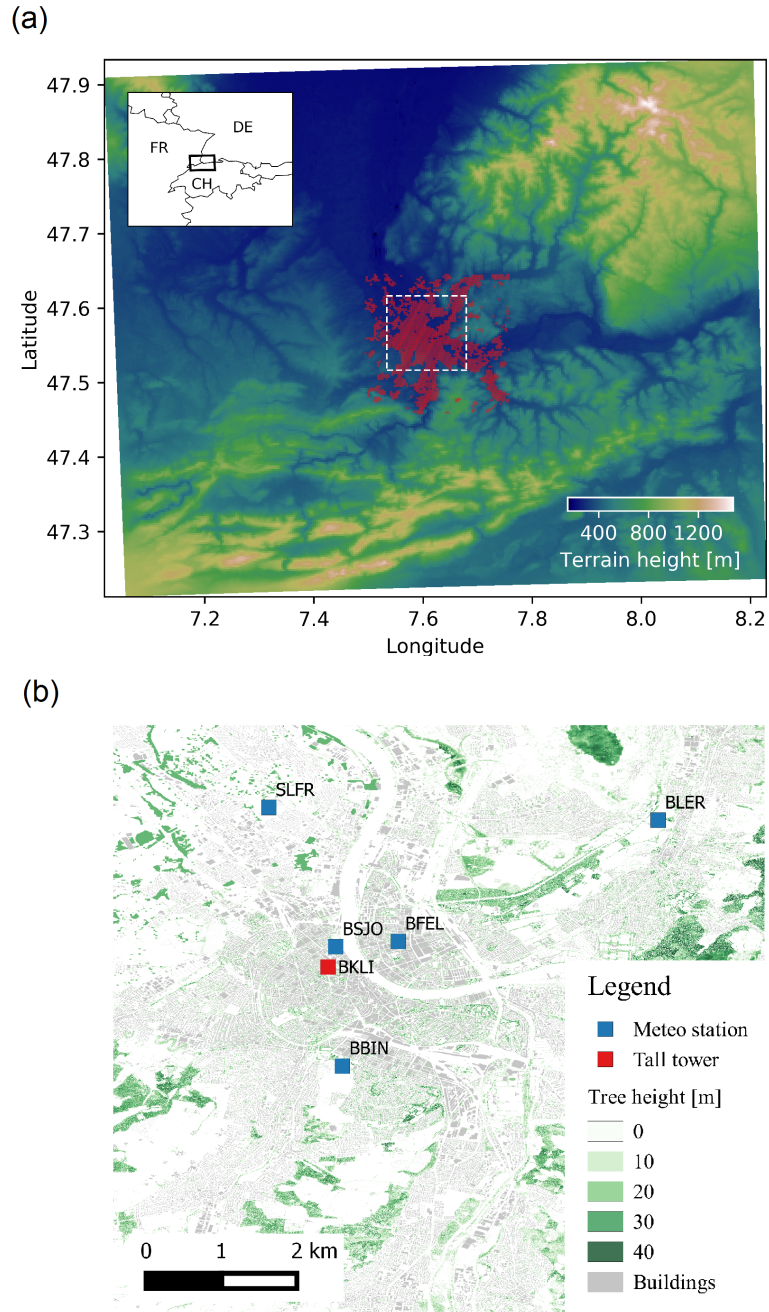 (a)
47.9
47.8
47.7
47.6
47.5
47.4
47.3
Latitude
FR
DE
CH
400 800 1200
Terrain height [m]
7.2 7.4 7.6 7.8 8.0 8.2
Longitude
(b)
SLFR
BLER
BSJO
BFEL
BKLI
BBIN
Legend
Meteo station
Tall tower
Tree height [m]
0
10
20
30
40
Buildings
0 1 2 km